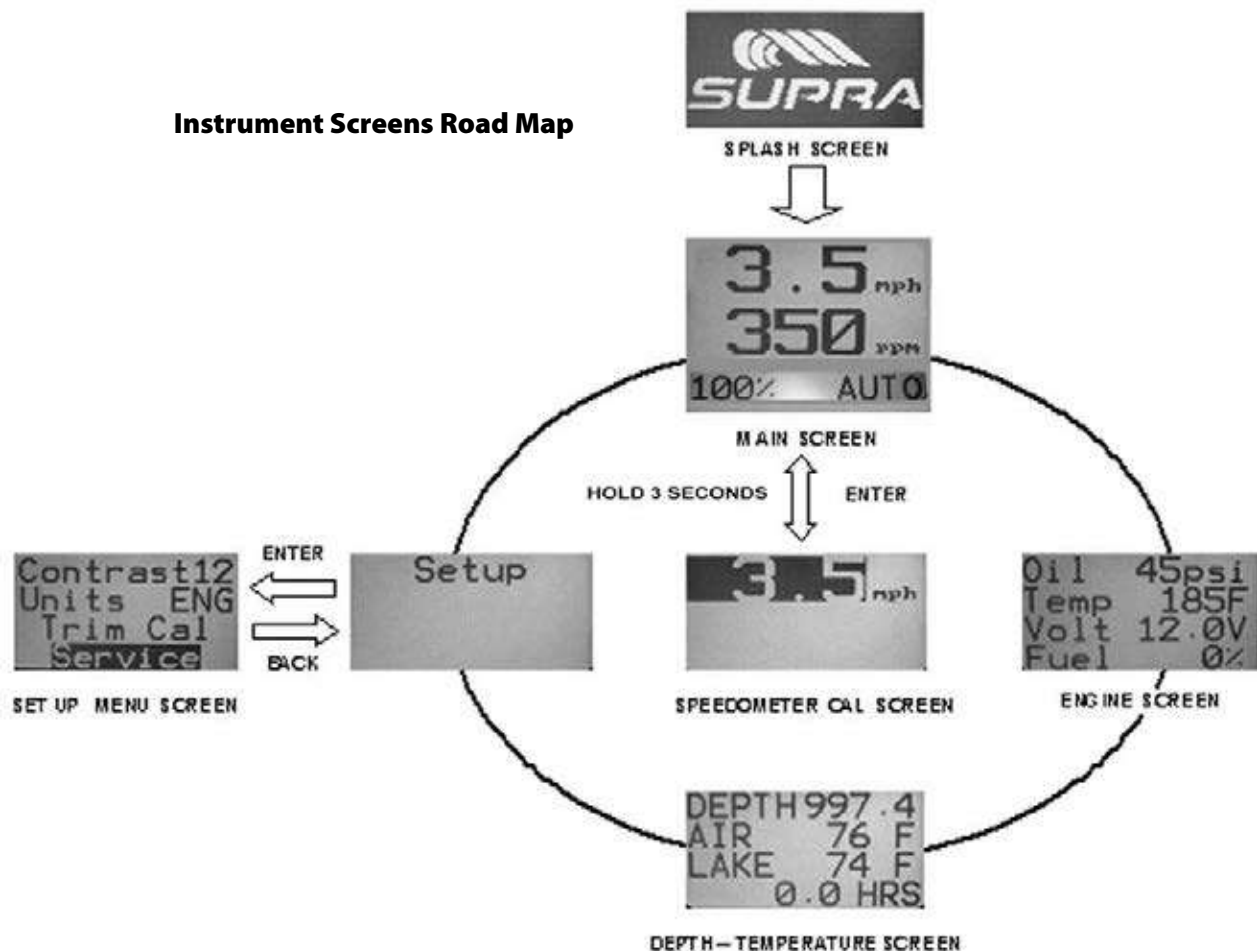 SUPRA
Instrument Screens Road Map
SPLASH SCREEN
3.5 mph
350 rpm
100% AUTO
MAIN SCREEN
HOLD 3 SECONDS ENTER
Contrast12
Units ENG
Trim Cal
Service
SET UP MENU SCREEN
ENTER
BACK
Setup
3.5 mph
SPEEDOMETER CAL SCREEN
Oil 45psi
Temp 185F
Volt 12.0V
Fuel 0%
ENGINE SCREEN
DEPTH 997.4
AIR 76 F
LAKE 74 F
0.0 HRS
DEPTH-TEMPERATURE SCREEN